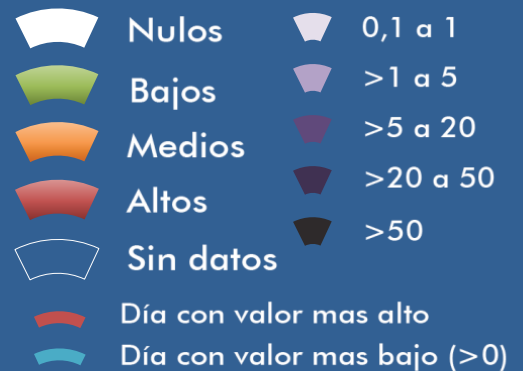 Nulos
Bajos
Medios
Altos
Sin datos
0,1 a 1
>1 a 5
>5 a 20
>20 a 50
>50
Día con valor mas alto
Día con valor mas bajo (>0)